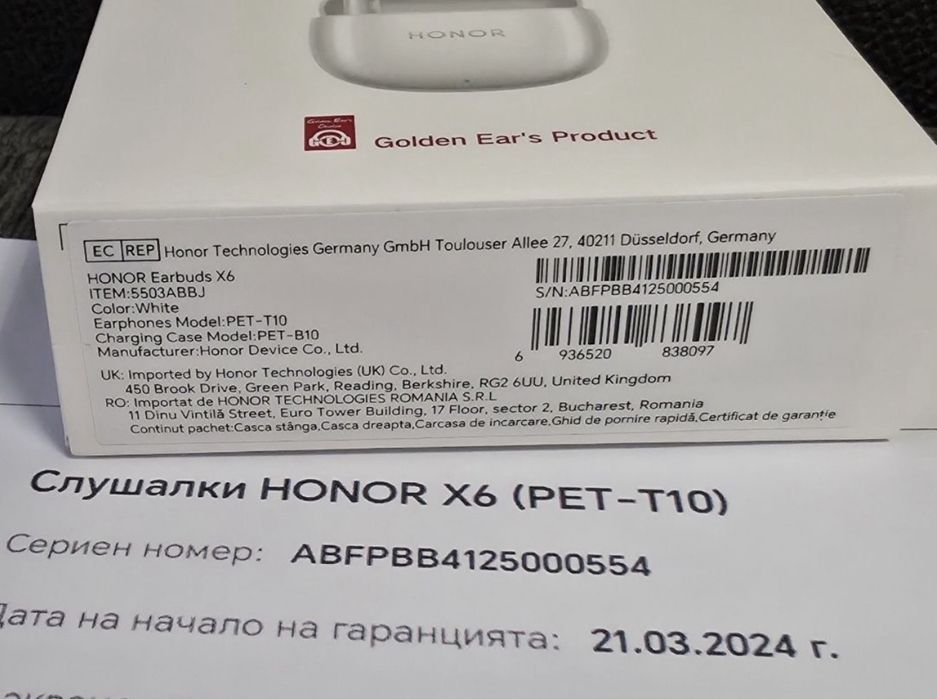 HONOR
Golden Ear's Product
EC REP Honor Technologies Germany GmbH Toulouser Allee 27, 40211 Düsseldorf, Germany
HONOR Earbuds X6
ITEM:5503ABBJ
Color:White
Earphones Model:PET-T10
Charging Case Model:PET-B10
Manufacturer:Honor Device Co., Ltd.
S/N:ABFPBB4125000554
6 936520 838097
UK: Imported by Honor Technologies (UK) Co., Ltd.
450 Brook Drive, Green Park, Reading, Berkshire, RG2 6UU, United Kingdom
RO: Importat de HONOR TECHNOLOGIES ROMANIA S.R.L
11 Dinu Vintilă Street, Euro Tower Building, 17 Floor, sector 2, Bucharest, Romania
Continut pachet:Casca stânga,Casca dreapta,Carcasa de incarcare,Ghid de pornire rapidă,Certificat de garanție
Слушалки HONOR X6 (PET-T10)
Сериен номер: ABFPBB4125000554
Дата на начало на гаранцията: 21.03.2024 г.